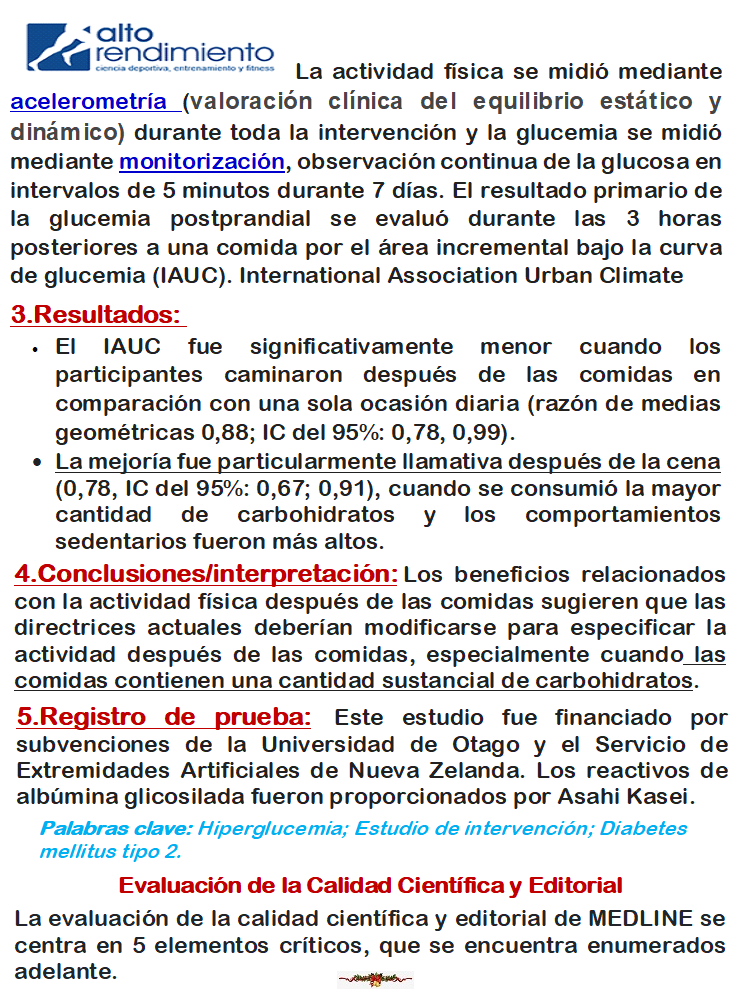 alto
rendimiento
ciencia deportiva, entrenamiento y fitness
La actividad física se midió mediante
acelerometría (valoración clínica del equilibrio estático y
dinámico) durante toda la intervención y la glucemia se midió
mediante monitorización, observación continua de la glucosa en
intervalos de 5 minutos durante 7 días. El resultado primario de
la glucemia postprandial se evaluó durante las 3 horas
posteriores a una comida por el área incremental bajo la curva
de glucemia (IAUC). International Association Urban Climate
3.Resultados:
• El IAUC fue significativamente menor cuando los
participantes caminaron después de las comidas en
comparación con una sola ocasión diaria (razón de medias
geométricas 0,88; IC del 95%: 0,78, 0,99).
• La mejoría fue particularmente llamativa después de la cena
(0,78, IC del 95%: 0,67; 0,91), cuando se consumió la mayor
cantidad de carbohidratos y los comportamientos
sedentarios fueron más altos.
4.Conclusiones/interpretación: Los beneficios relacionados
con la actividad física después de las comidas sugieren que las
directrices actuales deberían modificarse para especificar la
actividad después de las comidas, especialmente cuando las
comidas contienen una cantidad sustancial de carbohidratos.
5.Registro de prueba: Este estudio fue financiado por
subvenciones de la Universidad de Otago y el Servicio de
Extremidades Artificiales de Nueva Zelanda. Los reactivos de
albúmina glicosilada fueron proporcionados por Asahi Kasei.
Palabras clave: Hiperglucemia; Estudio de intervención; Diabetes
mellitus tipo 2.
Evaluación de la Calidad Científica y Editorial
La evaluación de la calidad científica y editorial de MEDLINE se
centra en 5 elementos críticos, que se encuentra enumerados
adelante.